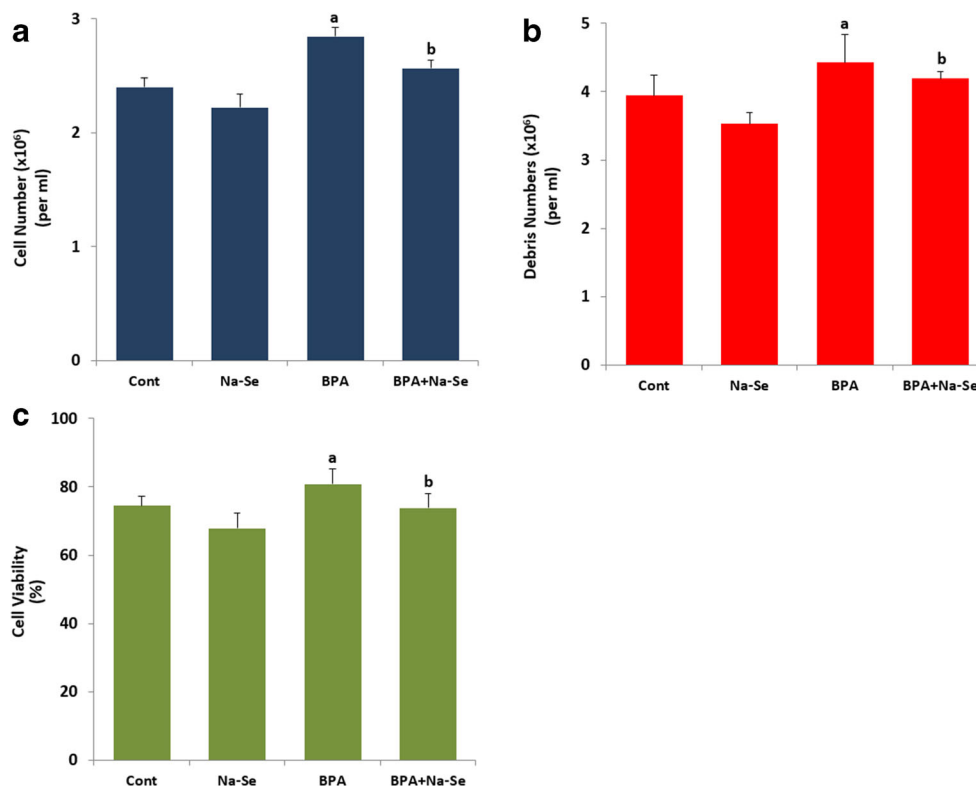 a
Cell Number (x10⁶)
(per ml)
3
2
1
0
a
b
Cont Na-Se BPA BPA+Na-Se
b
Debris Numbers (x10⁶)
(per ml)
5
4
3
2
1
0
a
b
Cont Na-Se BPA BPA+Na-Se
c
Cell Viability
(%)
100
80
60
40
20
0
a
b
Cont Na-Se BPA BPA+Na-Se